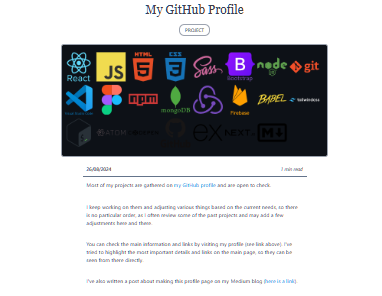 My GitHub Profile
PROJECT
React
JS
HTML
CSS
Sass
Bootstrap
node
git
npm
mongoDB
Firebase
BABEL
tailwindcss
ATOM
ex
NEXT
M
26/08/2024
1 min read
Most of my projects are gathered on my GitHub profile and are open to check.
I keep working on them and adjusting various things based on the current needs, so there
is no particular order, as I often review some of the past projects and may add a few
adjustments here and there.
You can check the main information and links by visiting my profile (see link above). I've
tried to highlight the most important details and links on the main page, so they can be
seen from there directly.
I've also written a post about making this profile page on my Medium blog (here is a link).